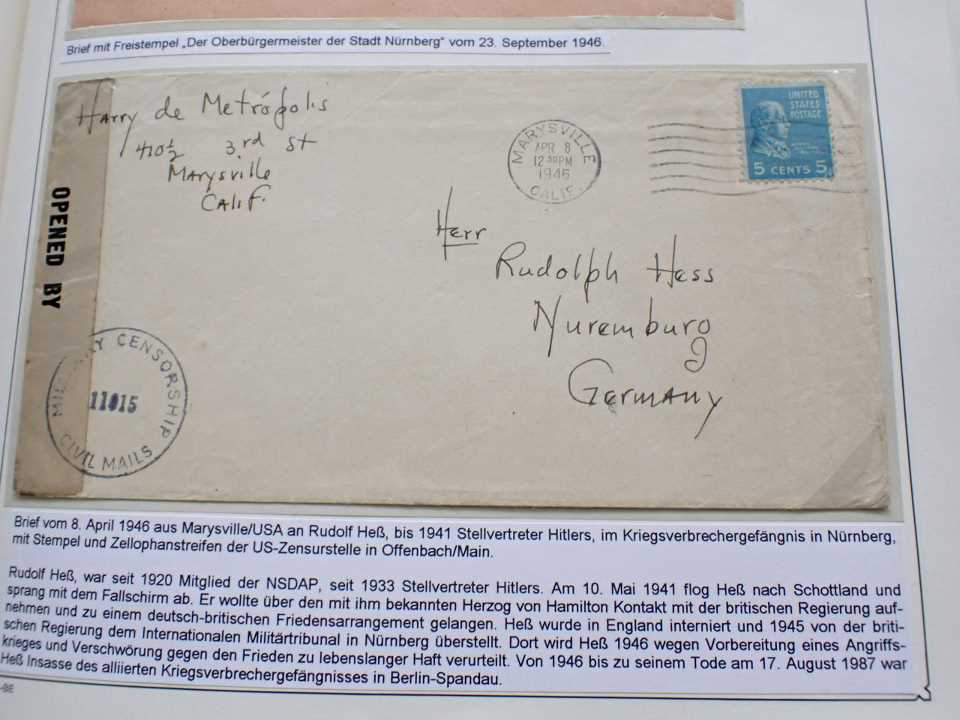 Brief mit Freistempel „Der Oberbürgermeister der Stadt Nürnberg" vom 23. September 1946.
Harry de Metrópolis
410½ 3rd St
Marysville
Calif.
MARYSVILLE
APR 8
12 30 PM
1946
CALIF.
UNITED
STATES
POSTAGE
5 CENTS 5
Herr
Rudolph Hess
Nuremburg
Germany
OPENED BY
MILITARY CENSORSHIP
11015
CIVIL MAILS
Brief vom 8. April 1946 aus Marysville/USA an Rudolf Heß, bis 1941 Stellvertreter Hitlers, im Kriegsverbrechergefängnis in Nürnberg,
mit Stempel und Zellophanstreifen der US-Zensurstelle in Offenbach/Main.
Rudolf Heß, war seit 1920 Mitglied der NSDAP, seit 1933 Stellvertreter Hitlers. Am 10. Mai 1941 flog Heß nach Schottland und
sprang mit dem Fallschirm ab. Er wollte über den mit ihm bekannten Herzog von Hamilton Kontakt mit der britischen Regierung auf-
nehmen und zu einem deutsch-britischen Friedensarrangement gelangen. Heß wurde in England interniert und 1945 von der briti-
schen Regierung dem Internationalen Militärtribunal in Nürnberg überstellt. Dort wird Heß 1946 wegen Vorbereitung eines Angriffs-
krieges und Verschwörung gegen den Frieden zu lebenslanger Haft verurteilt. Von 1946 bis zu seinem Tode am 17. August 1987 war
Heß Insasse des alliierten Kriegsverbrechergefängnisses in Berlin-Spandau.